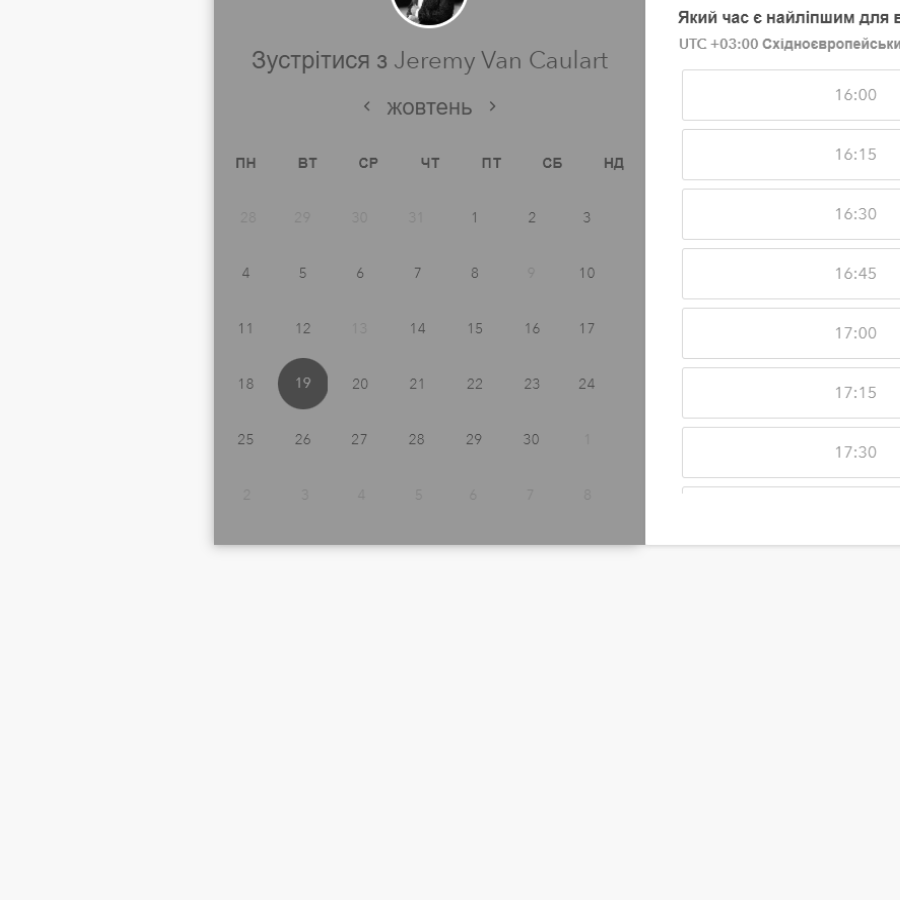 Зустрітися з Jeremy Van Caulart
жовтень
ПН ВТ СР ЧТ ПТ СБ НД
28 29 30 31 1 2 3
4 5 6 7 8 9 10
11 12 13 14 15 16 17
18 19 20 21 22 23 24
25 26 27 28 29 30 1
2 3 4 5 6 7 8
Який час є найліпшим для
UTC +03:00
16:00
16:15
16:30
16:45
17:00
17:15
17:30